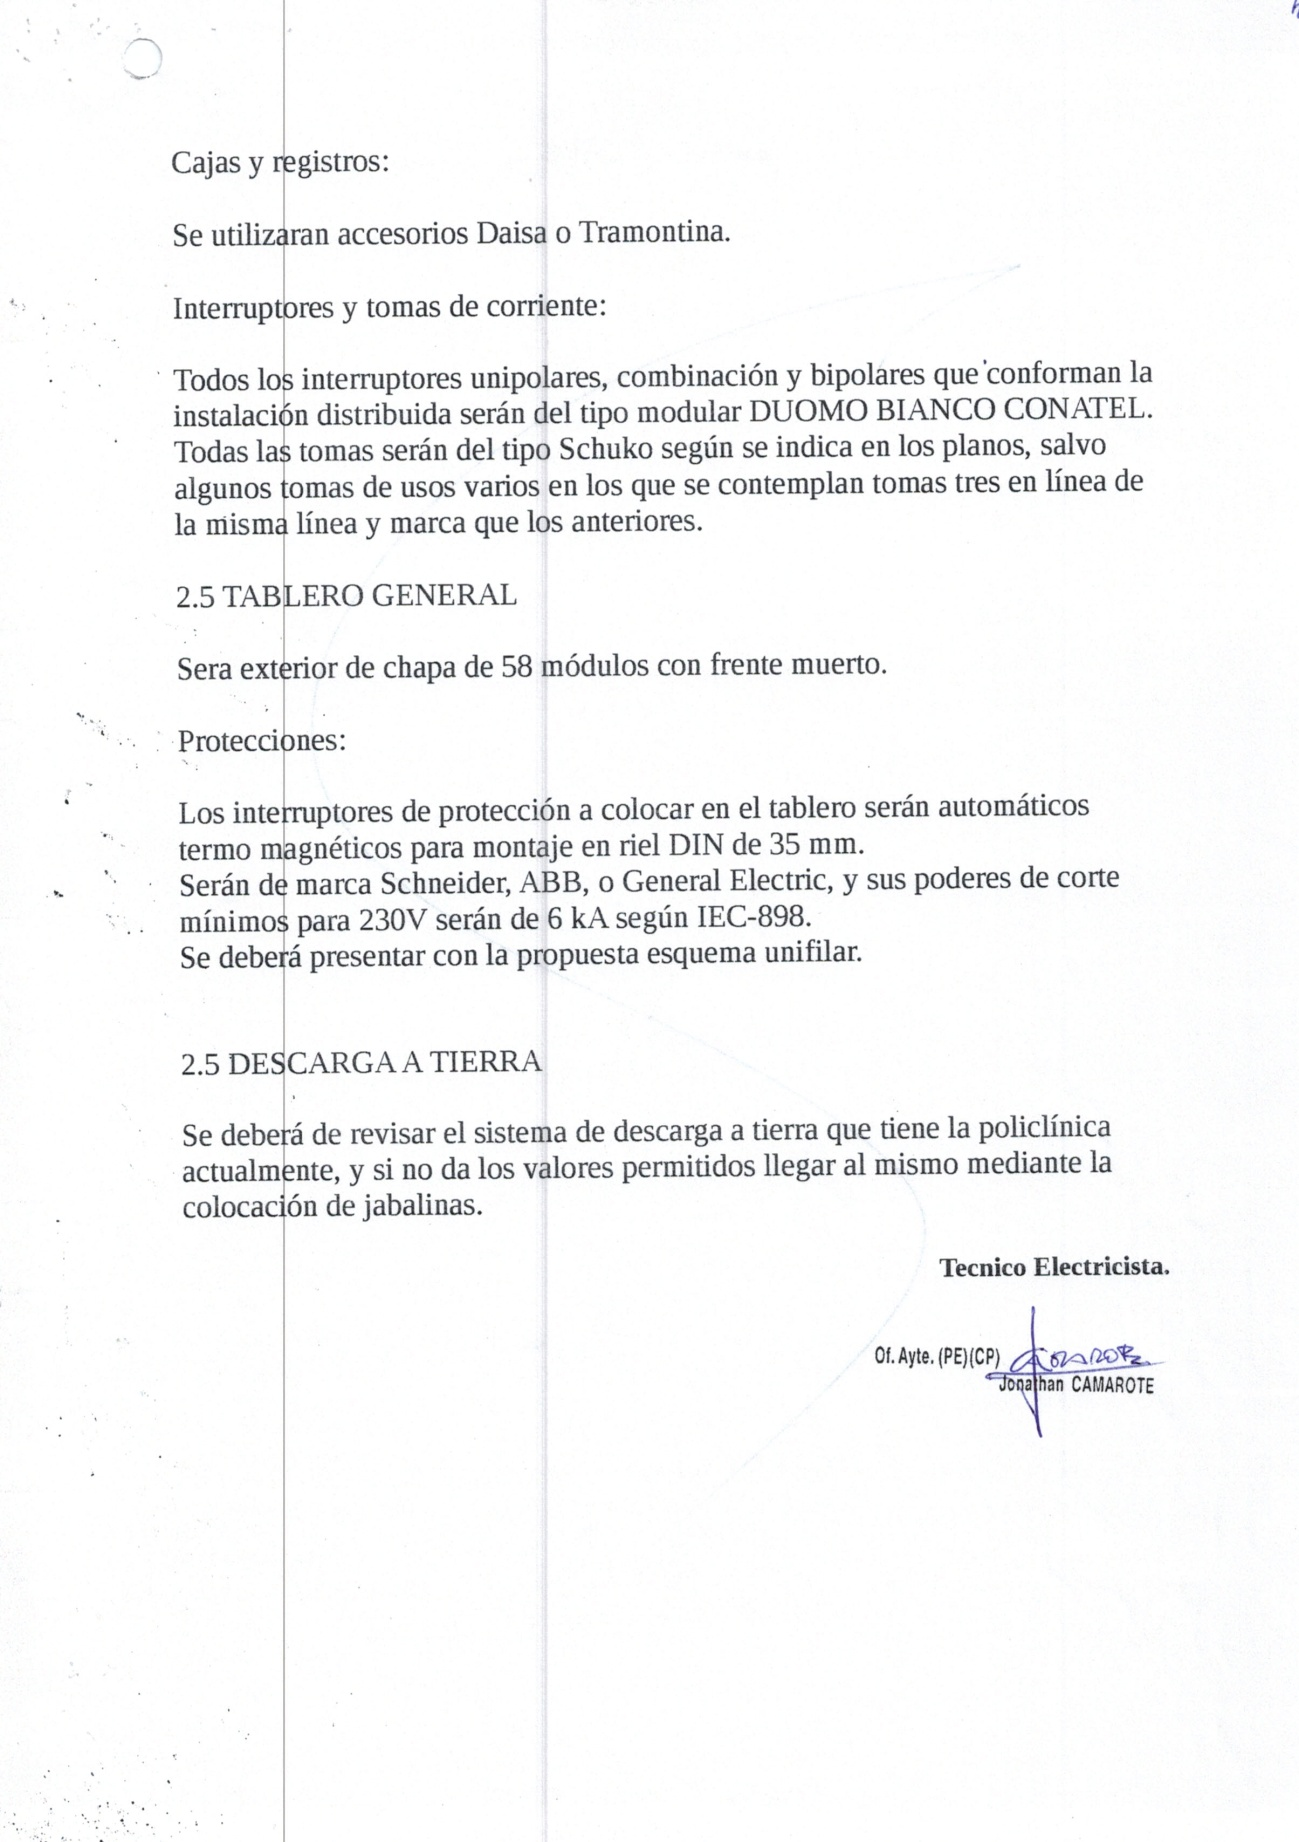 Cajas y registros:
Se utilizaran accesorios Daisa o Tramontina.
Interruptores y tomas de corriente:
Todos los interruptores unipolares, combinación y bipolares que conforman la
instalación distribuida serán del tipo modular DUOMO BIANCO CONATEL.
Todas las tomas serán del tipo Schuko según se indica en los planos, salvo
algunos tomas de usos varios en los que se contemplan tomas tres en línea de
la misma línea y marca que los anteriores.
2.5 TABLERO GENERAL
Sera exterior de chapa de 58 módulos con frente muerto.
Protecciones:
Los interruptores de protección a colocar en el tablero serán automáticos
termo magnéticos para montaje en riel DIN de 35 mm.
Serán de marca Schneider, ABB, o General Electric, y sus poderes de corte
mínimos para 230V serán de 6 kA según IEC-898.
Se deberá presentar con la propuesta esquema unifilar.
2.5 DESCARGA A TIERRA
Se deberá de revisar el sistema de descarga a tierra que tiene la policlínica
actualmente, y si no da los valores permitidos llegar al mismo mediante la
colocación de jabalinas.
Tecnico Electricista.
Of. Ayte. (PE)(CP)
Jonathan CAMAROTE